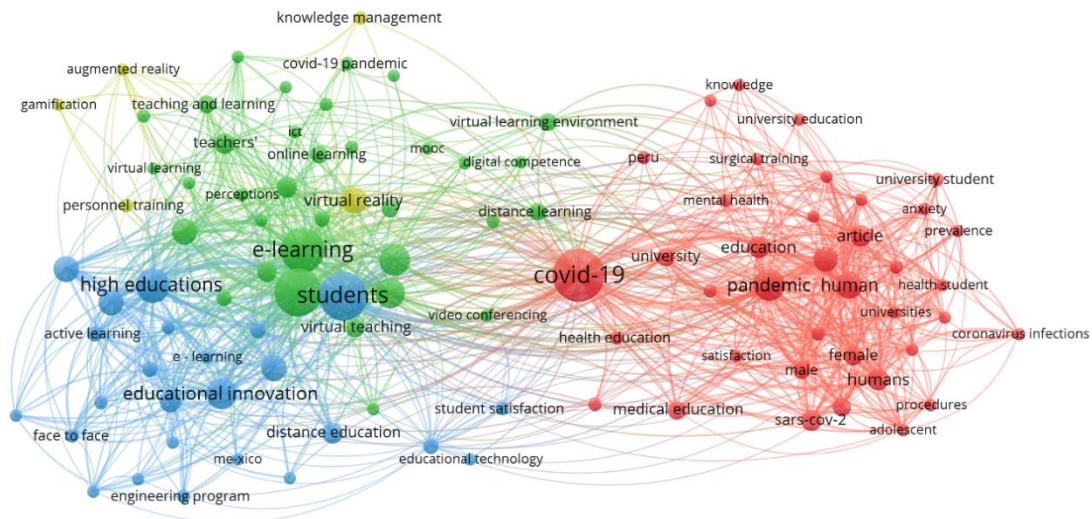 knowledge management
covid-19 pandemic
augmented reality
knowledge
gamification
teaching and learning
virtual learning environment
university education
ict
teachers'
online learning
mooc
peru
surgical training
virtual learning
digital competence
university student
perceptions
mental health
personnel training
virtual reality
distance learning
anxiety
prevalence
article
e-learning
university
education
covid-19
high educations
pandemic
human
health student
students
video conferencing
universities
virtual teaching
active learning
health education
coronavirus infections
e - learning
satisfaction
female
male
humans
educational innovation
student satisfaction
medical education
procedures
sars-cov-2
adolescent
face to face
distance education
me-xico
educational technology
engineering program